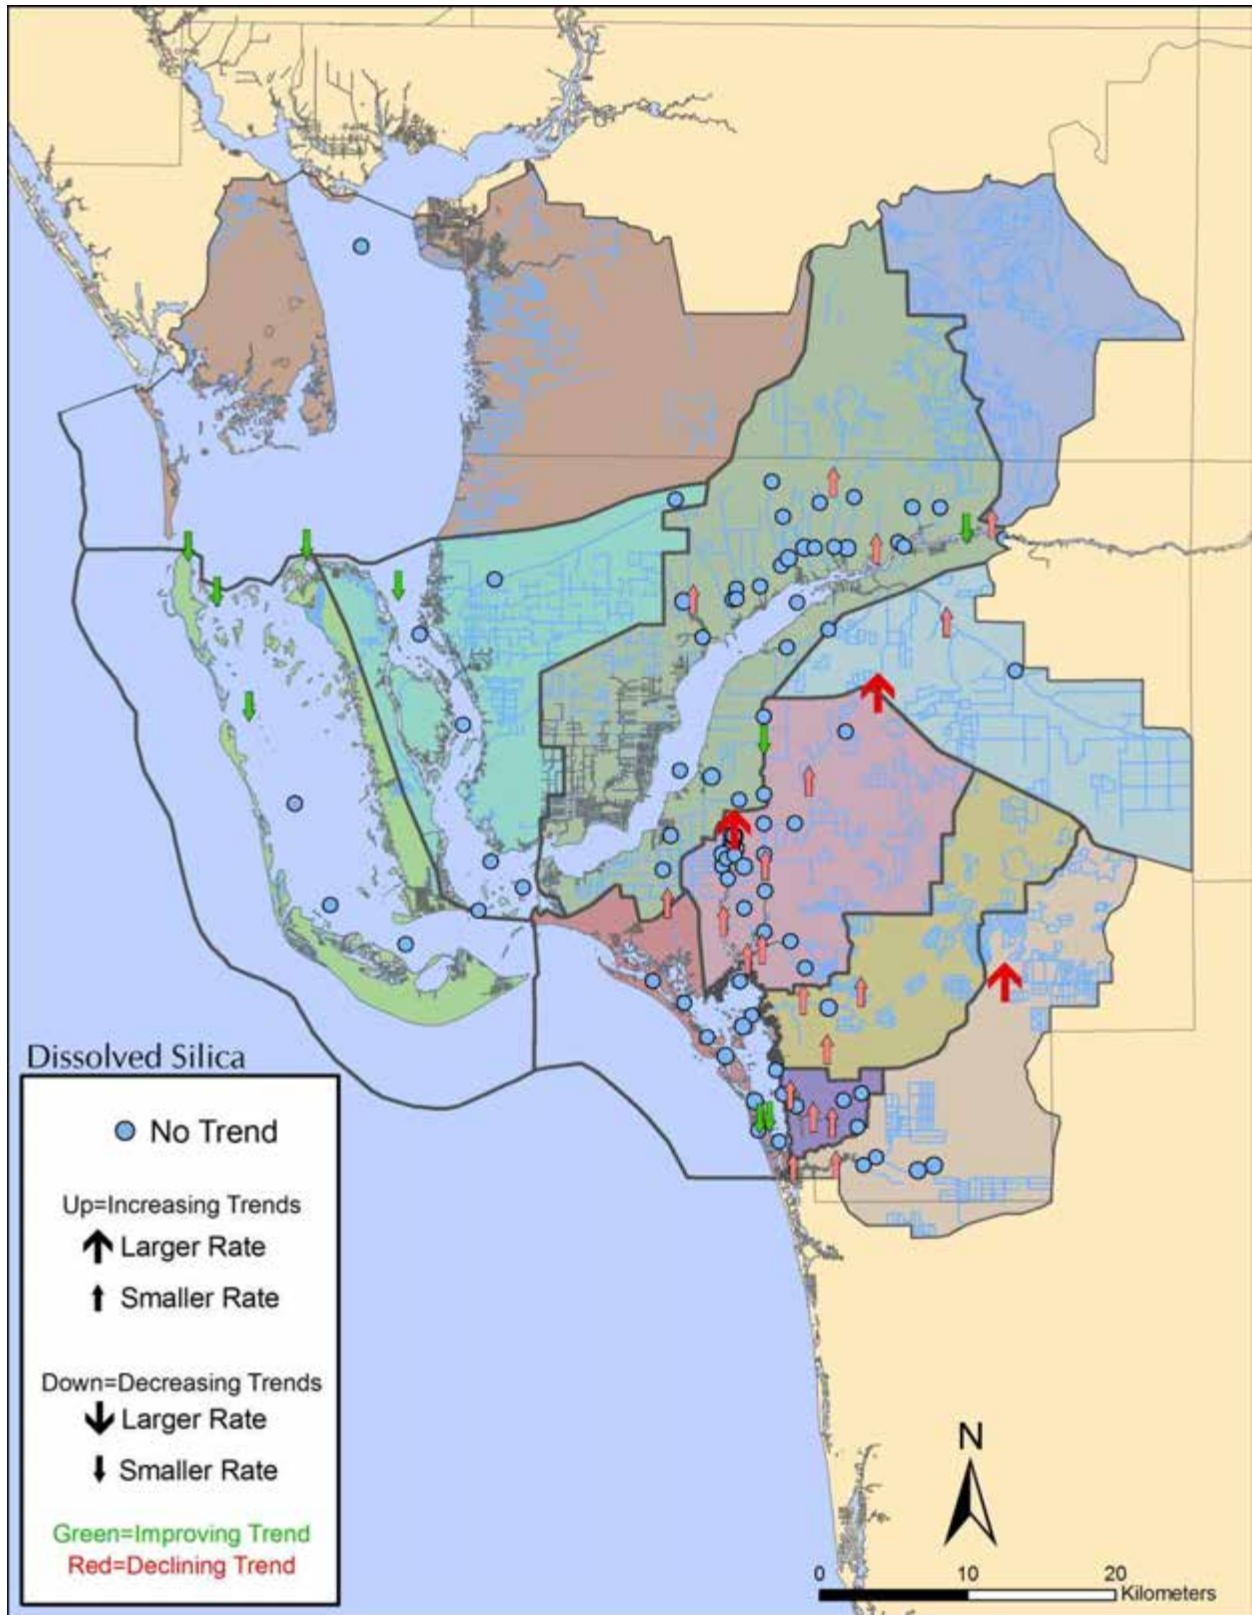 Dissolved Silica
No Trend
Up=Increasing Trends
Larger Rate
Smaller Rate
Down=Decreasing Trends
Larger Rate
Smaller Rate
Green=Improving Trend
Red=Declining Trend
N
0 10 20
Kilometers